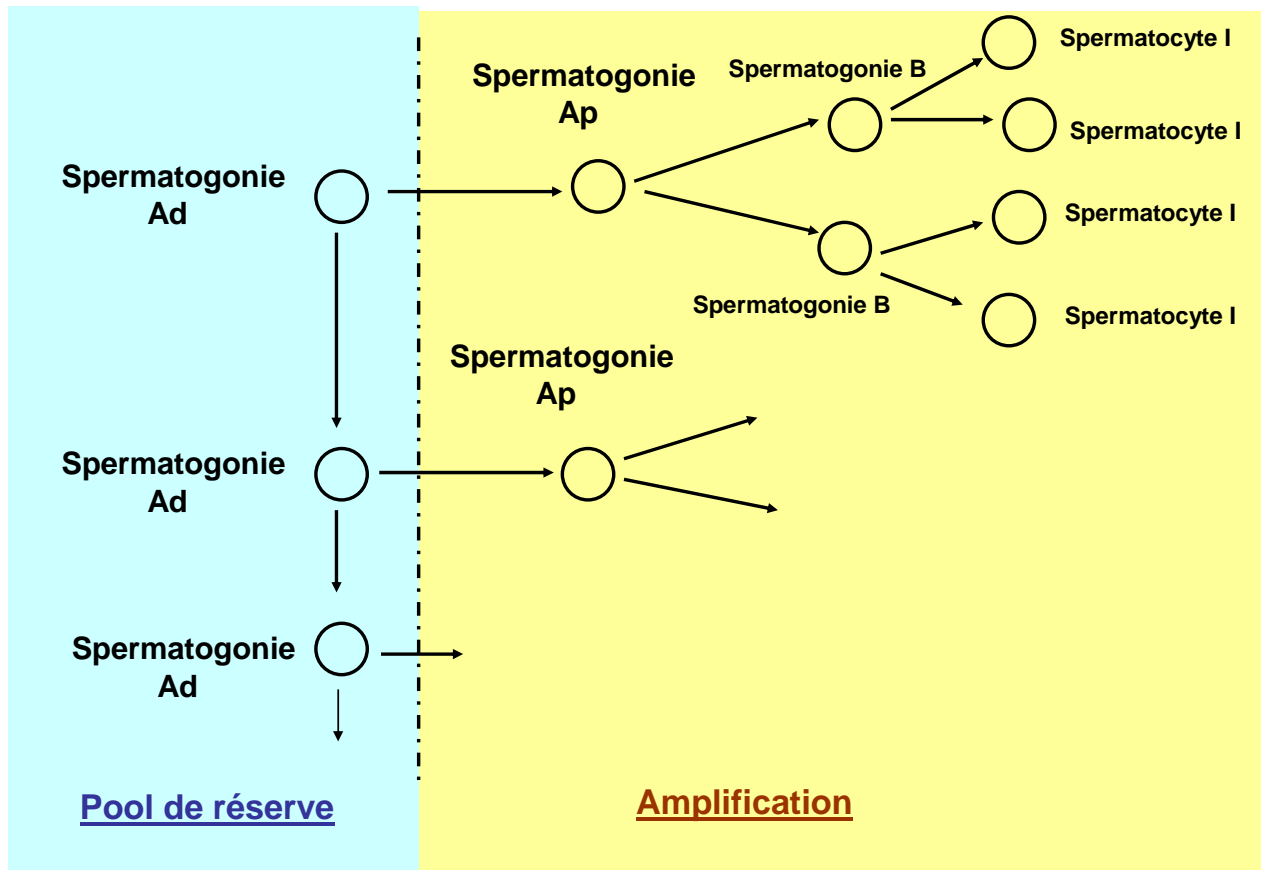 Spermatocyte I
Spermatogonie
Ap
Spermatogonie B
Spermatocyte I
Spermatogonie
Ad
Spermatocyte I
Spermatogonie B
Spermatocyte I
Spermatogonie
Ap
Spermatogonie
Ad
Spermatogonie
Ad
Pool de réserve
Amplification